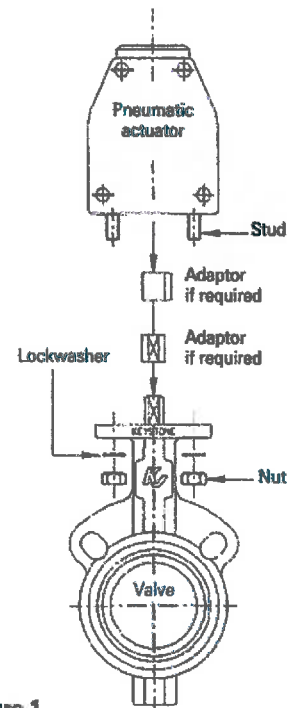 Pneumatic
actuator
Stud
Adaptor
if required
Adaptor
if required
Lockwasher
KEYSTONE
Nut
Valve